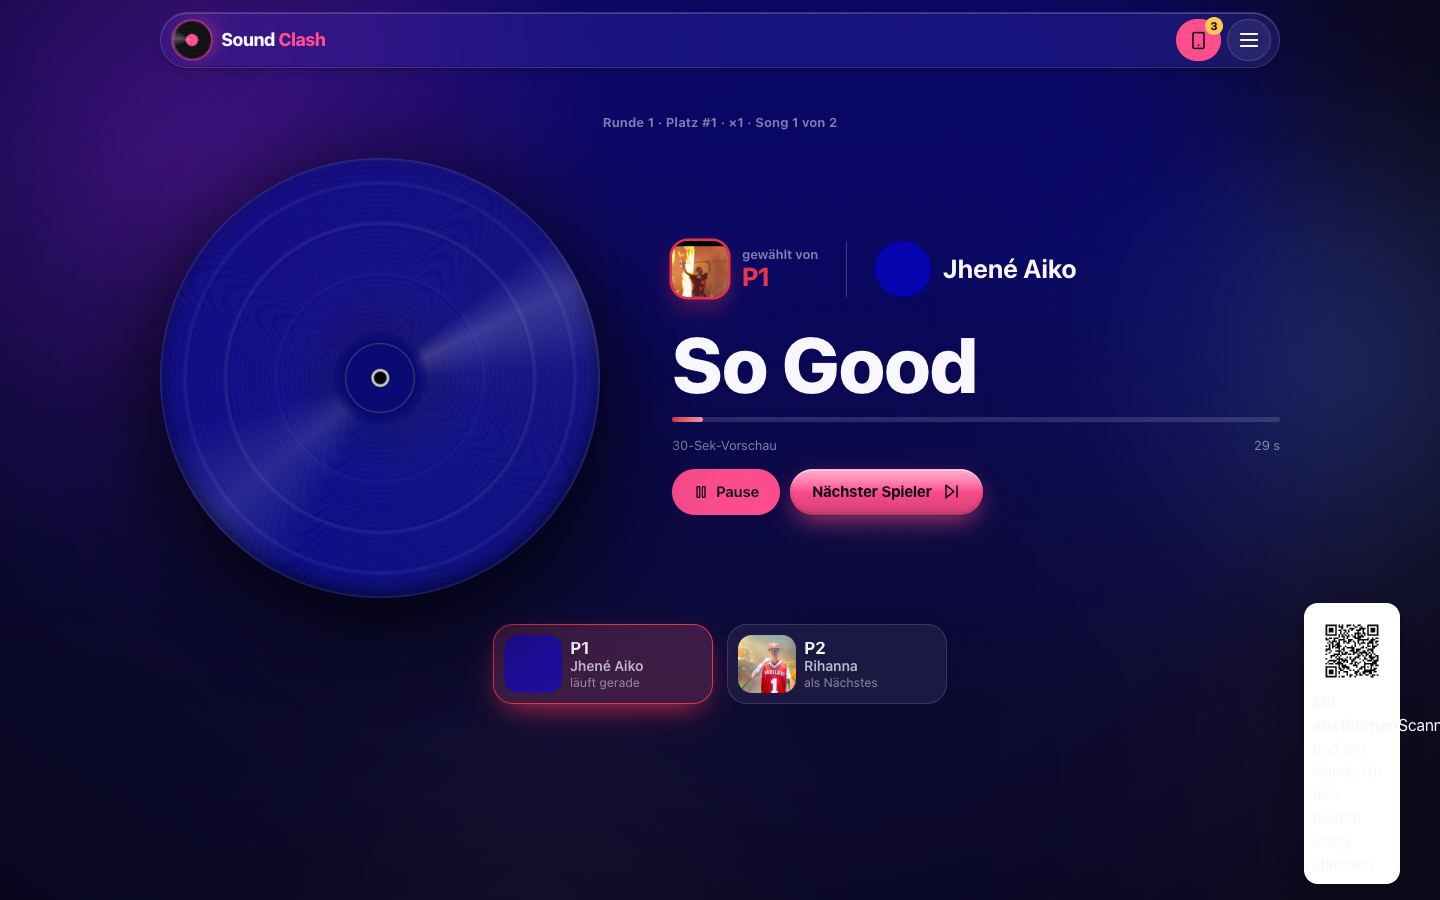 Sound Clash
3
Runde 1 · Platz #1 · ×1 · Song 1 von 2
gewählt von
P1
Jhené Aiko
So Good
30-Sek-Vorschau
29 s
Pause
Nächster Spieler
P1
Jhené Aiko
läuft gerade
P2
Rihanna
als Nächstes
Mit
abstimmenScann
und am
Handy für
den
besten
Song
stimmen